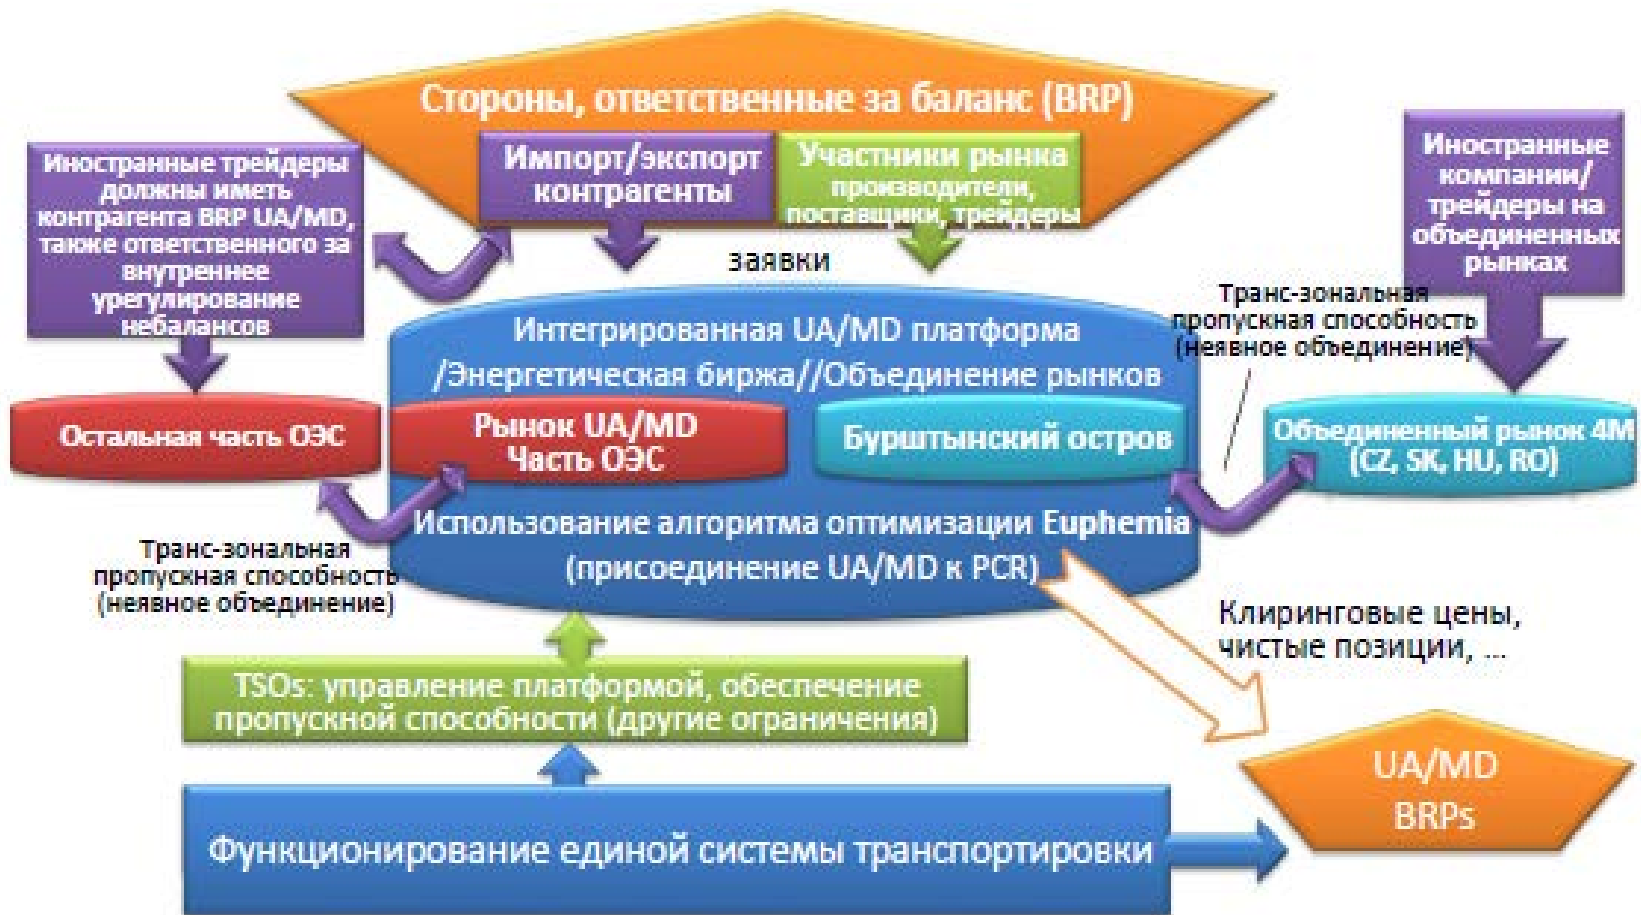 Стороны, ответственные за баланс (BRP)
Иностранные трейдеры
должны иметь
контрагента BRP UA/MD,
также ответственного за
внутреннее
урегулирование
небалансов
Импорт/экспорт
контрагенты
Участники рынка
производители,
поставщики, трейдеры
Иностранные
компании/
трейдеры на
объединенных
рынках
заявки
Транс-зональная
пропускная способность
(неявное объединение)
Интегрированная UA/MD платформа
/Энергетическая биржа//Объединение рынков
Остальная часть ОЭС
Рынок UA/MD
Часть ОЭС
Бурштынский остров
Объединенный рынок 4M
(CZ, SK, HU, RO)
Использование алгоритма оптимизации Euphemia
(присоединение UA/MD к PCR)
Транс-зональная
пропускная способность
(неявное объединение)
Клиринговые цены,
чистые позиции, ...
TSOs: управление платформой, обеспечение
пропускной способности (другие ограничения)
UA/MD
BRPs
Функционирование единой системы транспортировки